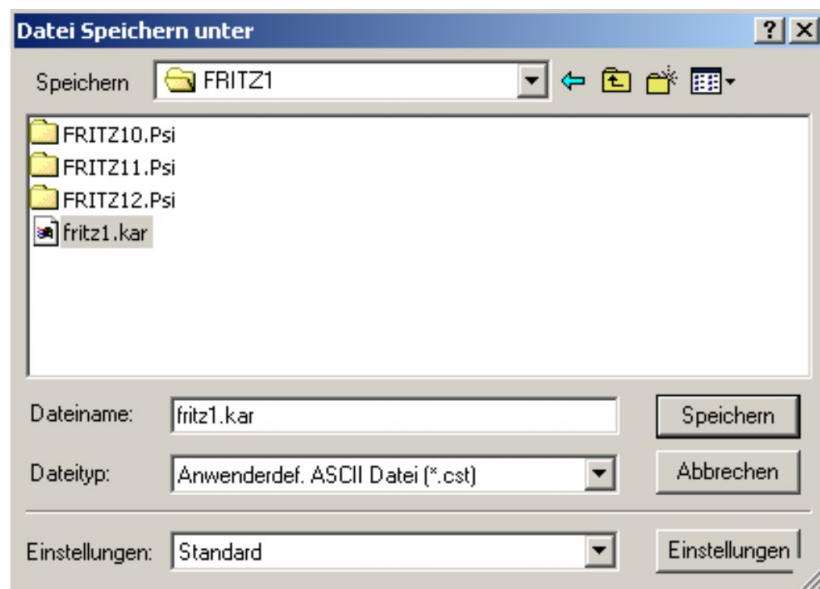 Datei Speichern unter
Speichern FRITZ1
FRITZ10.Psi
FRITZ11.Psi
FRITZ12.Psi
fritz1.kar
Dateiname: fritz1.kar Speichern
Dateityp: Anwenderdef. ASCII Datei (*.cst) Abbrechen
Einstellungen: Standard Einstellungen